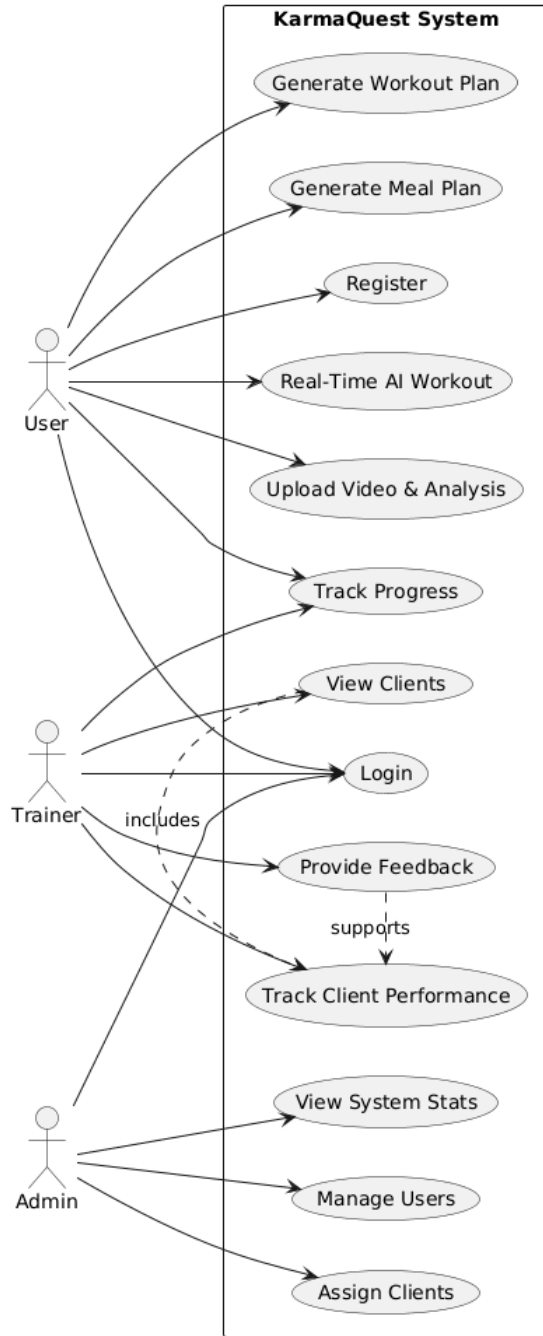 KarmaQuest System
Generate Workout Plan
Generate Meal Plan
Register
Real-Time AI Workout
User
Upload Video & Analysis
Track Progress
View Clients
Trainer
Login
includes
Provide Feedback
supports
Track Client Performance
View System Stats
Admin
Manage Users
Assign Clients